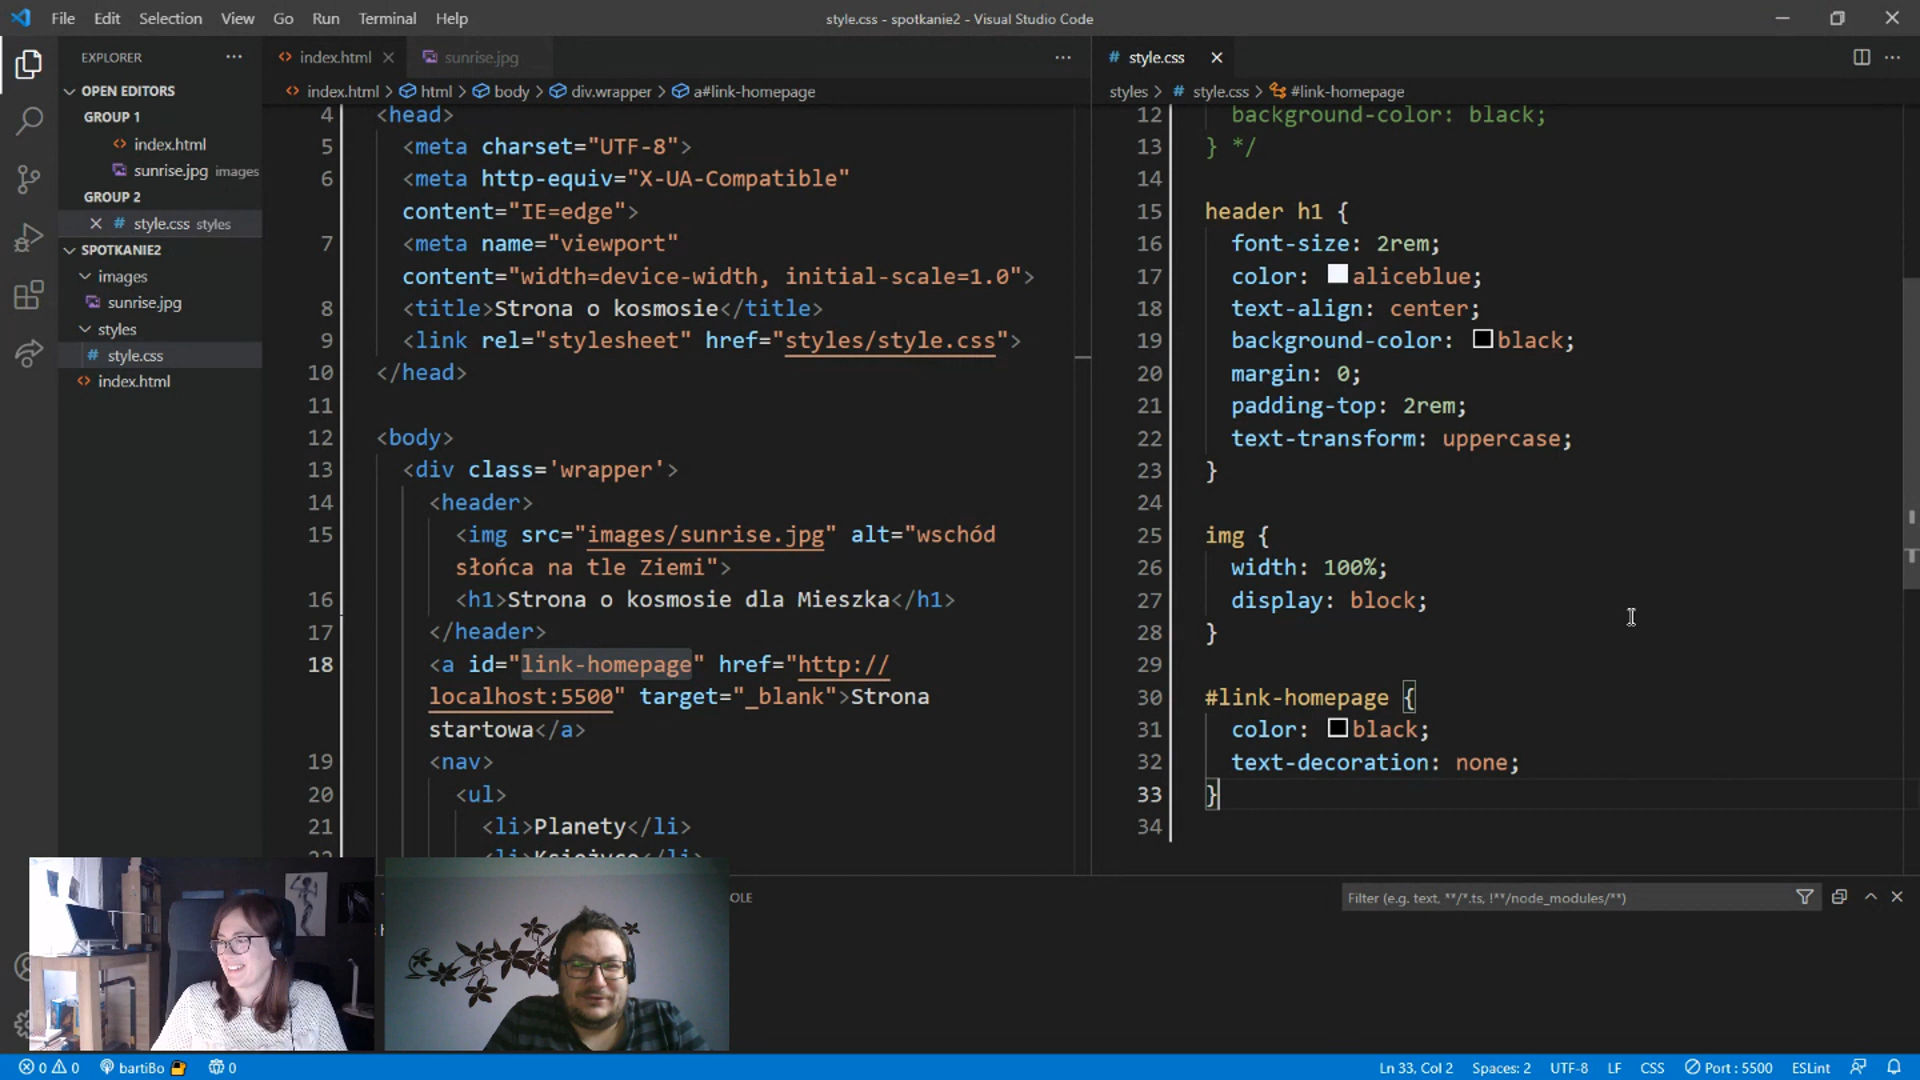 File Edit Selection View Go Run Terminal Help
style.css - spotkanie2 - Visual Studio Code
EXPLORER
OPEN EDITORS
GROUP 1
index.html
sunrise.jpg images
GROUP 2
style.css styles
SPOTKANIE2
images
sunrise.jpg
styles
# style.css
index.html
index.html
sunrise.jpg
index.html > html > body > div.wrapper > a#link-homepage
4 <head>
5 <meta charset="UTF-8">
6 <meta http-equiv="X-UA-Compatible"
content="IE=edge">
7 <meta name="viewport"
content="width=device-width, initial-scale=1.0">
8 <title>Strona o kosmosie</title>
9 <link rel="stylesheet" href="styles/style.css">
10 </head>
11
12 <body>
13 <div class='wrapper'>
14 <header>
15 <img src="images/sunrise.jpg" alt="wschód
słońca na tle Ziemi">
16 <h1>Strona o kosmosie dla Mieszka</h1>
17 </header>
18 <a id="link-homepage" href="http://
localhost:5500" target="_blank">Strona
startowa</a>
19 <nav>
20 <ul>
21 <li>Planety</li>
# style.css
styles > # style.css > #link-homepage
12 background-color: black;
13 } */
14
15 header h1 {
16 font-size: 2rem;
17 color: aliceblue;
18 text-align: center;
19 background-color: black;
20 margin: 0;
21 padding-top: 2rem;
22 text-transform: uppercase;
23 }
24
25 img {
26 width: 100%;
27 display: block;
28 }
29
30 #link-homepage {
31 color: black;
32 text-decoration: none;
33 }
34
OLE
Filter (e.g. text, **/*.ts, !**/node_modules/**)
0 0 bartiBo 0
Ln 33, Col 2 Spaces: 2 UTF-8 LF CSS Port : 5500 ESLint